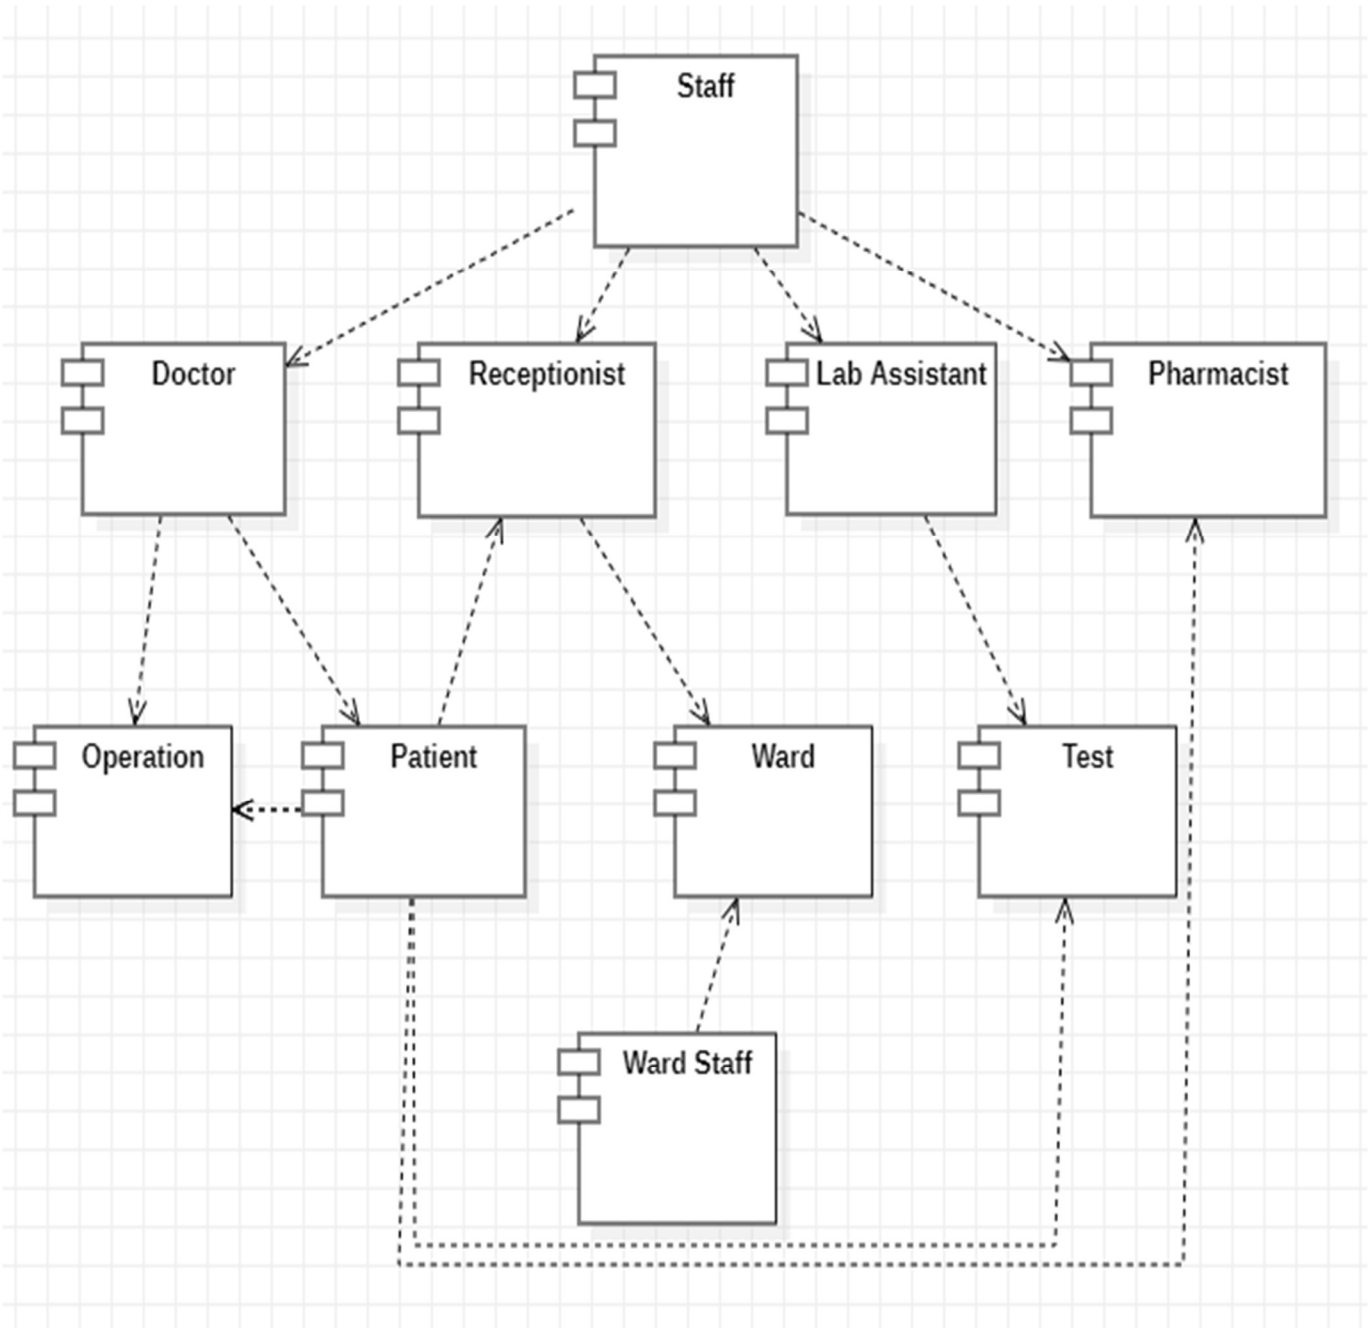 Staff
Doctor
Receptionist
Lab Assistant
Pharmacist
Operation
Patient
Ward
Test
Ward Staff